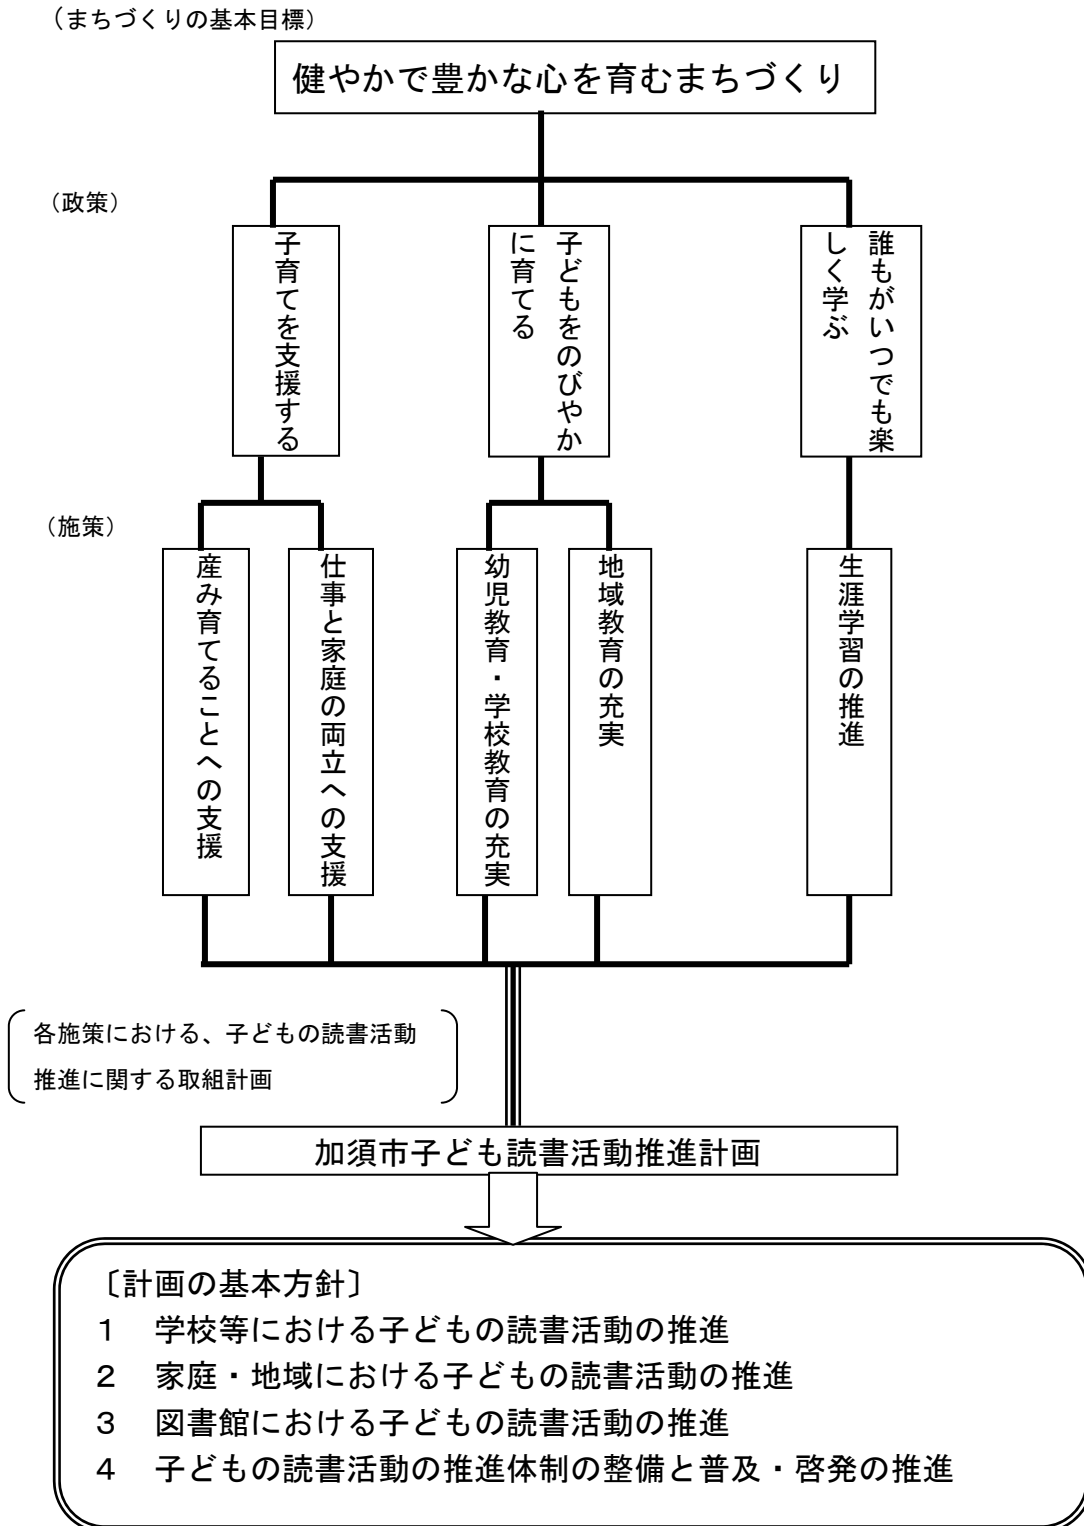 （まちづくりの基本目標）
健やかで豊かな心を育むまちづくり
（政策）
子育てを支援する
子どもをのびやか
に育てる
誰もがいつでも楽
しく学ぶ
（施策）
産み育てることへの支援
仕事と家庭の両立への支援
幼児教育・学校教育の充実
地域教育の充実
生涯学習の推進
各施策における、子どもの読書活動
推進に関する取組計画
加須市子ども読書活動推進計画
〔計画の基本方針〕
１　学校等における子どもの読書活動の推進
２　家庭・地域における子どもの読書活動の推進
３　図書館における子どもの読書活動の推進
４　子どもの読書活動の推進体制の整備と普及・啓発の推進